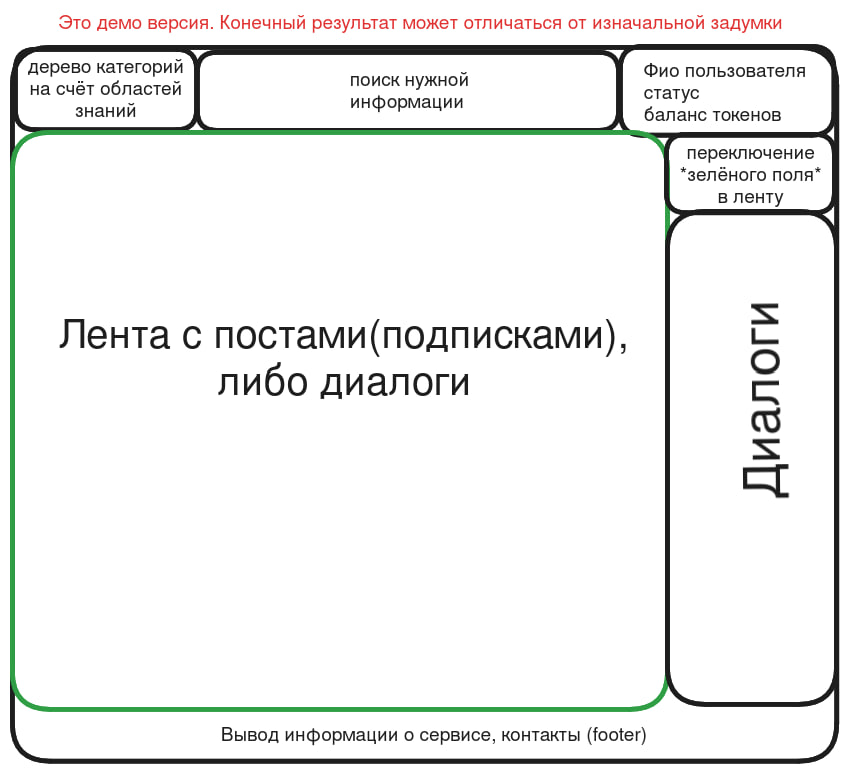 Это демо версия. Конечный результат может отличаться от изначальной задумки
дерево категорий
на счёт областей
знаний
поиск нужной
информации
Фио пользователя
статус
баланс токенов
переключение
*зелёного поля*
в ленту
Лента с постами(подписками),
либо диалоги
Диалоги
Вывод информации о сервисе, контакты (footer)